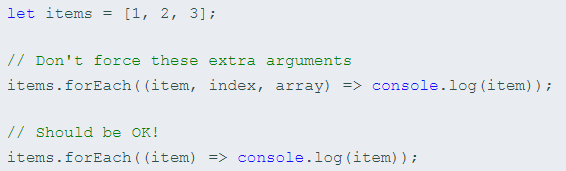 let items = [1, 2, 3];
// Don't force these extra arguments
items.forEach((item, index, array) => console.log(item));
// Should be OK!
items.forEach((item) => console.log(item));